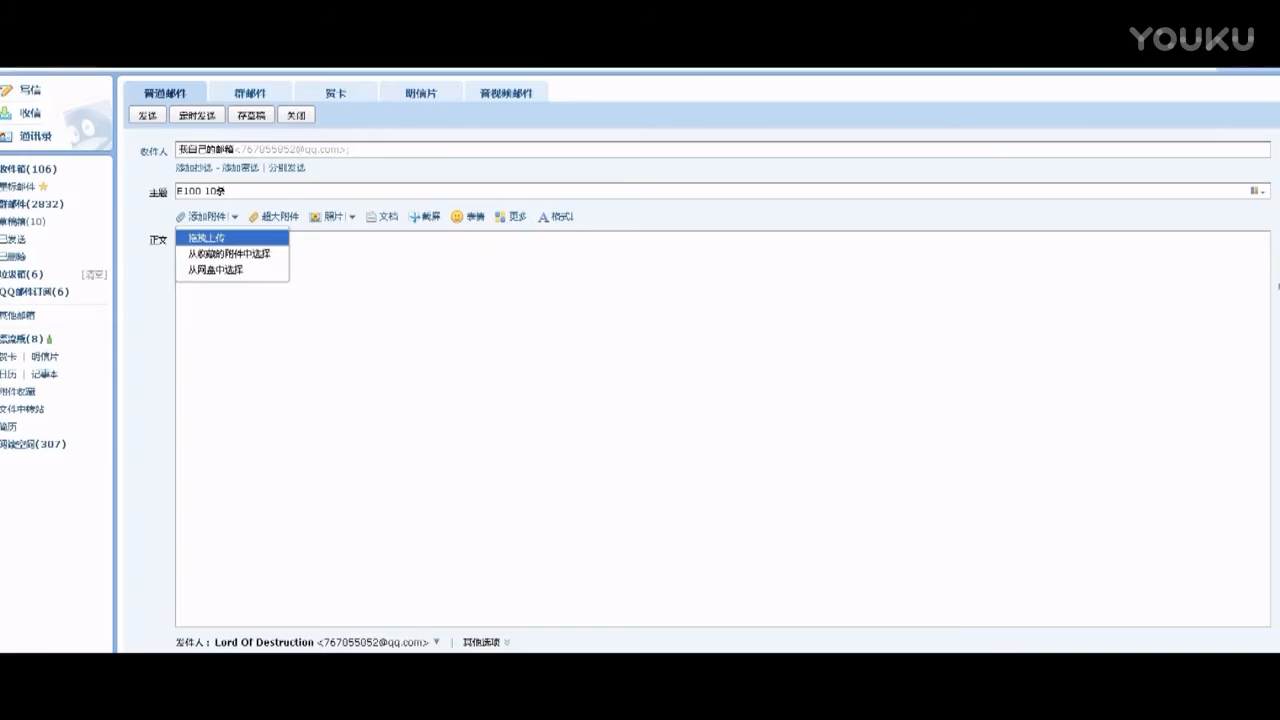 YOUKU
写信
收信
通讯录
收件箱(106)
星标邮件
群邮件(2832)
草稿箱(10)
已发送
已删除
垃圾箱(6) [清空]
QQ邮件订阅(6)
其他邮箱
漂流瓶(8)
贺卡 | 明信片
日历 | 记事本
附件收藏
文件中转站
简历
阅读空间(307)
普通邮件 群邮件 贺卡 明信片 音视频邮件
发送 定时发送 存草稿 关闭
收件人 我自己的邮箱<767055052@qq.com>;
添加抄送 - 添加密送 | 分别发送
主题 E100 10条
添加附件 超大附件 照片 文档 截屏 表情 更多 格式↓
正文
拖拽上传
从收藏的附件中选择
从网盘中选择
发件人：Lord Of Destruction <767055052@qq.com> | 其他选项